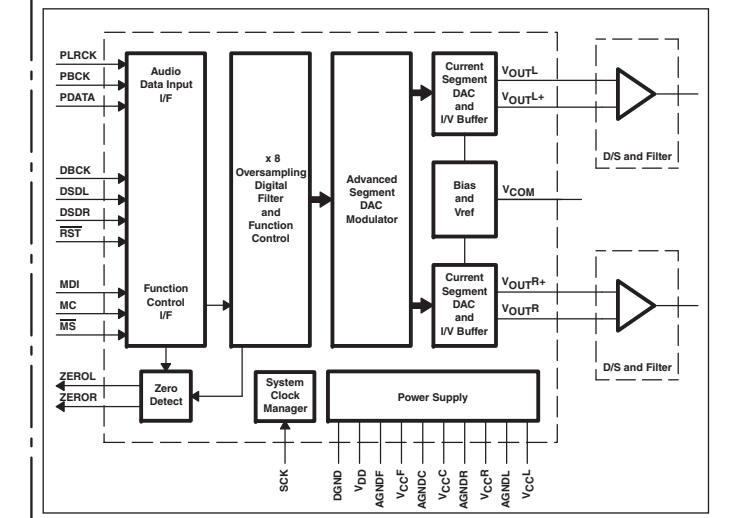 PLRCK
PBCK
PDATA
DBCK
DSDL
DSDR
RST
MDI
MC
MS
ZEROL
ZEROR
Audio
Data Input
I/F
Function
Control
I/F
x 8
Oversampling
Digital
Filter
and
Function
Control
Advanced
Segment
DAC
Modulator
Current
Segment
DAC
and
I/V Buffer
Bias
and
Vref
Current
Segment
DAC
and
I/V Buffer
VOUTL
VOUTL+
VCOM
VOUTR+
VOUTR
D/S and Filter
D/S and Filter
Zero
Detect
System
Clock
Manager
Power Supply
SCK
DGND
VDD
AGNDF
VCCF
AGNDC
VCCC
AGNDR
VCCR
AGNDL
VCCL